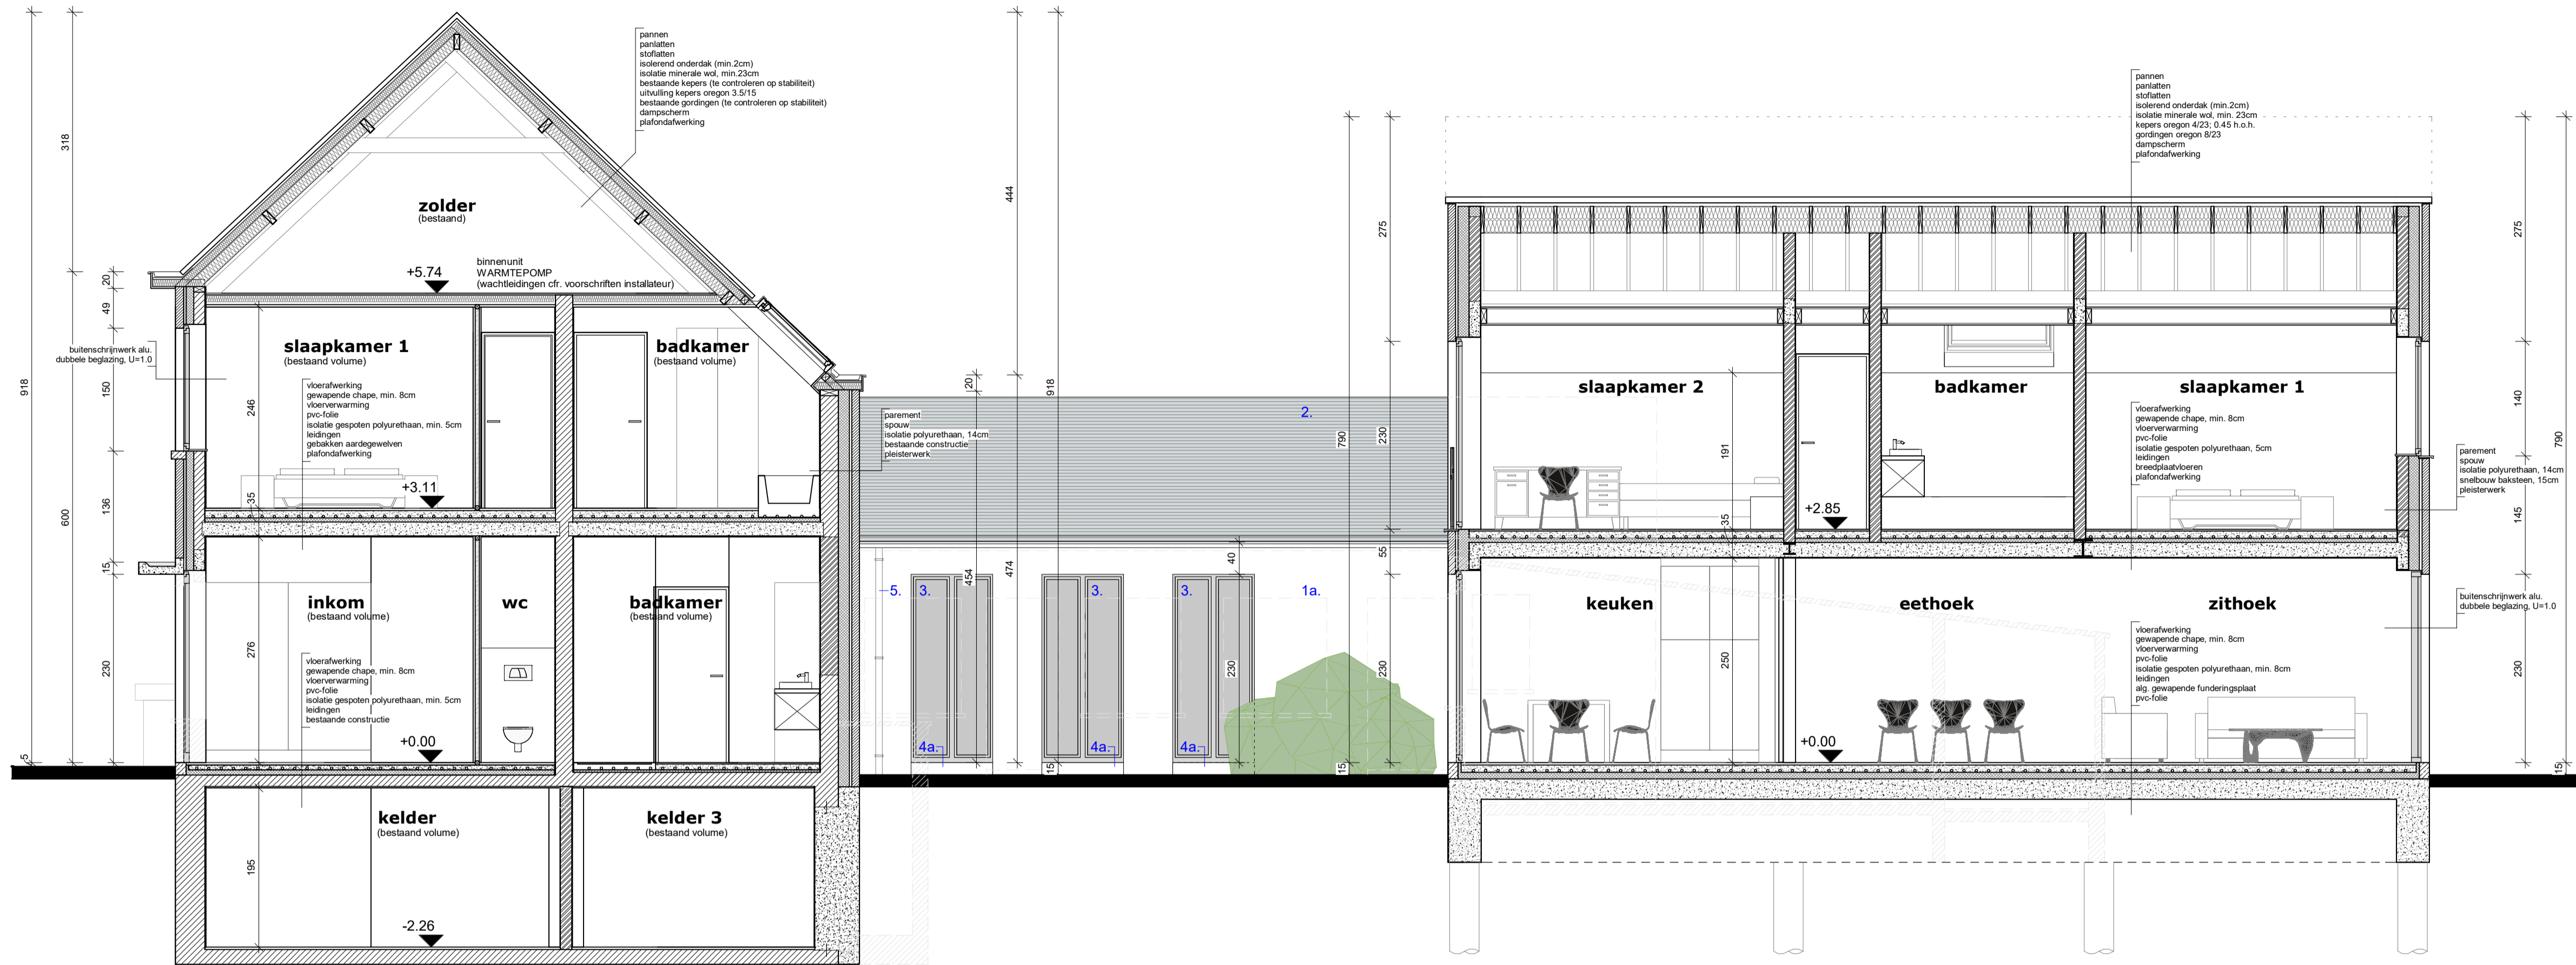 pannen
panlatten
stoflatten
isolerend onderdak (min.2cm)
isolatie minerale wol, min.23cm
bestaande kepers (te controleren op stabiliteit)
uitvulling kepers oregon 3.5/15
bestaande gordingen (te controleren op stabiliteit)
dampscherm
plafondafwerking
918
318
600
5
20
49
150
136
15
230
zolder
(bestaand)
+5.74
binnenunit
WARMTEPOMP
(wachtleidingen cfr. voorschriften installateur)
buitenschrijnwerk alu.
dubbele beglazing, U=1.0
slaapkamer 1
(bestaand volume)
badkamer
(bestaand volume)
246
vloerafwerking
gewapende chape, min. 8cm
vloerverwarming
pvc-folie
isolatie gespoten polyurethaan, min. 5cm
leidingen
gebakken aardegewelven
plafondafwerking
+3.11
35
inkom
(bestaand volume)
wc
badkamer
(bestaand volume)
276
vloerafwerking
gewapende chape, min. 8cm
vloerverwarming
pvc-folie
isolatie gespoten polyurethaan, min. 5cm
leidingen
bestaande constructie
+0.00
kelder
(bestaand volume)
kelder 3
(bestaand volume)
195
-2.26
parement
spouw
isolatie polyurethaan, 14cm
bestaande constructie
pleisterwerk
444
20
918
454
474
15
2.
5.
3.
3.
3.
1a.
4a.
4a.
4a.
40
230
790
15
275
230
55
230
pannen
panlatten
stoflatten
isolerend onderdak (min.2cm)
isolatie minerale wol, min. 23cm
kepers oregon 4/23; 0.45 h.o.h.
gordingen oregon 8/23
dampscherm
plafondafwerking
slaapkamer 2
badkamer
slaapkamer 1
191
35
+2.85
vloerafwerking
gewapende chape, min. 8cm
vloerverwarming
pvc-folie
isolatie gespoten polyurethaan, 5cm
leidingen
breedplaatvloeren
plafondafwerking
parement
spouw
isolatie polyurethaan, 14cm
snelbouw baksteen, 15cm
pleisterwerk
keuken
eethoek
zithoek
250
+0.00
vloerafwerking
gewapende chape, min. 8cm
vloerverwarming
pvc-folie
isolatie gespoten polyurethaan, min. 8cm
leidingen
alg. gewapende funderingsplaat
pvc-folie
buitenschrijnwerk alu.
dubbele beglazing, U=1.0
275
140
145
230
790
15